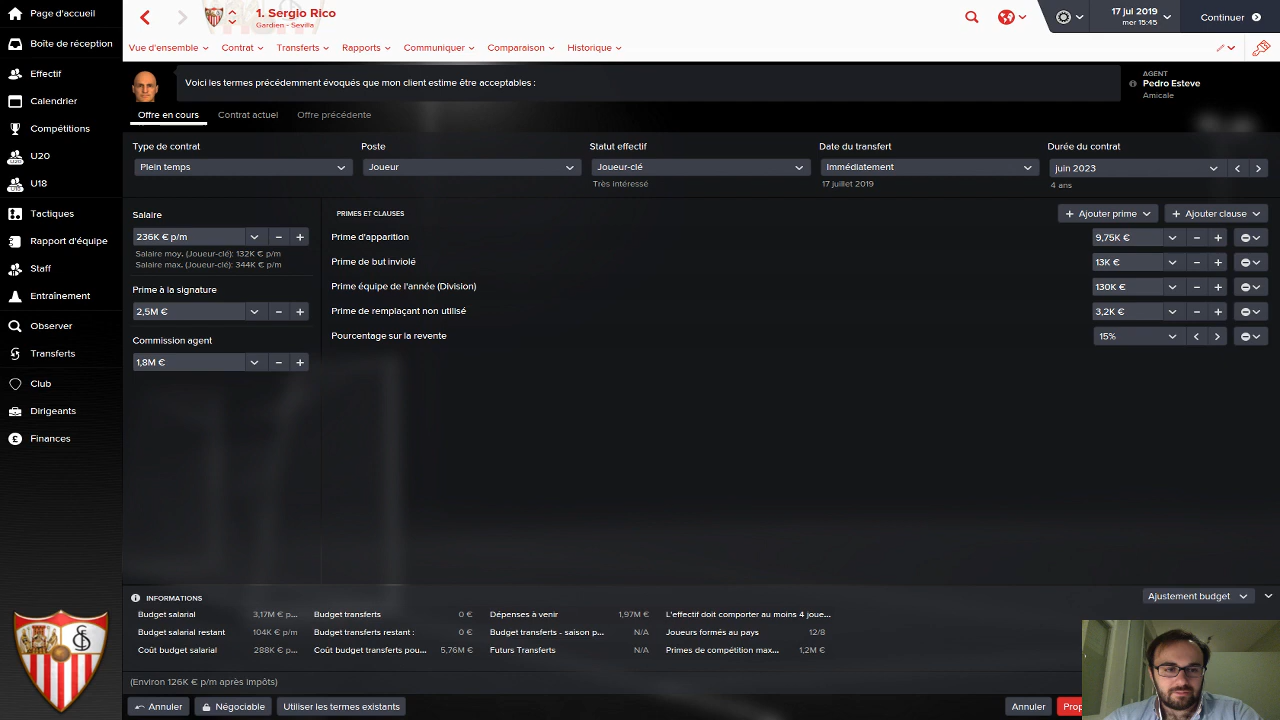 Page d'accueil
Boîte de réception
Effectif
Calendrier
Compétitions
U20
U18
Tactiques
Rapport d'équipe
Staff
Entraînement
Observer
Transferts
Club
Dirigeants
Finances
1. Sergio Rico
Gardien - Sevilla
17 jul 2019
mer 15:45
Continuer
Vue d'ensemble
Contrat
Transferts
Rapports
Communiquer
Comparaison
Historique
Voici les termes précédemment évoqués que mon client estime être acceptables :
AGENT
Pedro Esteve
Amicale
Offre en cours
Contrat actuel
Offre précédente
Type de contrat
Poste
Statut effectif
Date du transfert
Durée du contrat
Plein temps
Joueur
Joueur-clé
Immédiatement
juin 2023
Très intéressé
17 juillet 2019
4 ans
Salaire
236K € p/m
Salaire moy. (Joueur-clé): 132K € p/m
Salaire max. (Joueur-clé): 344K € p/m
Prime à la signature
2,5M €
Commission agent
1,8M €
PRIMES ET CLAUSES
Ajouter prime
Ajouter clause
Prime d'apparition 9,75K €
Prime de but inviolé 13K €
Prime équipe de l'année (Division) 130K €
Prime de remplaçant non utilisé 3,2K €
Pourcentage sur la revente 15%
INFORMATIONS
Ajustement budget
Budget salarial 3,17M € p... Budget transferts 0 € Dépenses à venir 1,97M € L'effectif doit comporter au moins 4 joue...
Budget salarial restant 104K € p/m Budget transferts restant : 0 € Budget transferts - saison p... N/A Joueurs formés au pays 12/8
Coût budget salarial 288K € p... Coût budget transferts pou... 5,76M € Futurs Transferts N/A Primes de compétition max... 1,2M €
(Environ 126K € p/m après impôts)
Annuler
Négociable
Utiliser les termes existants
Annuler
Prop